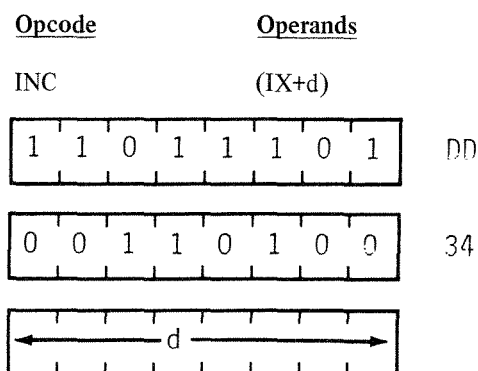 Opcode Operands
INC (IX+d)
1 1 0 1 1 1 0 1 DD
0 0 1 1 0 1 0 0 34
d